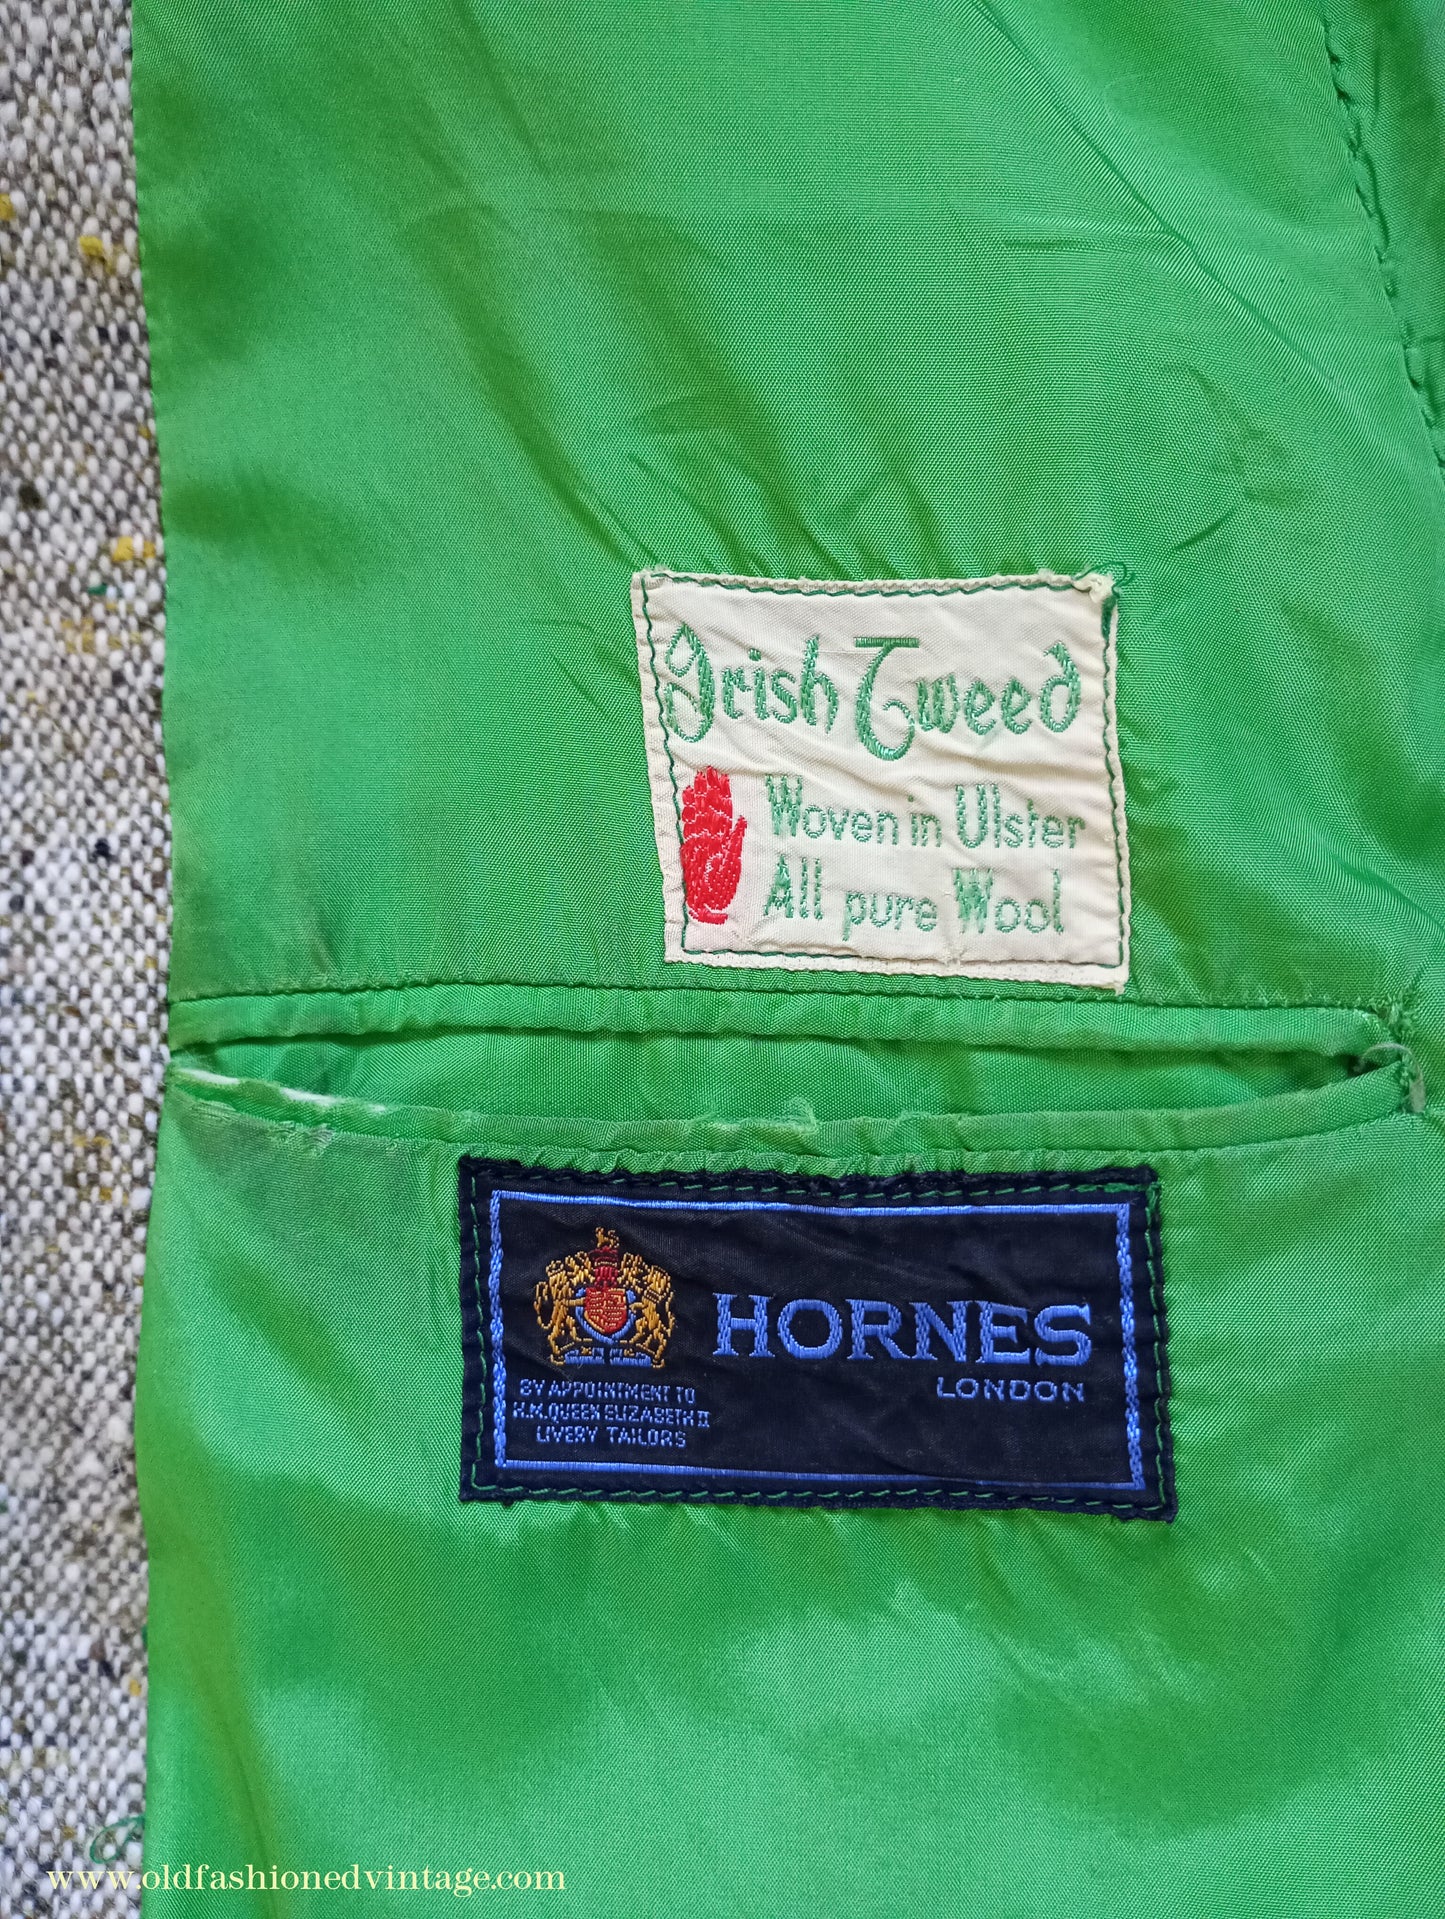 Irish Tweed
Woven in Ulster
All pure Wool
HORNES
LONDON
BY APPOINTMENT TO
H.M.QUEEN ELIZABETH II
LIVERY TAILORS
www.oldfashionedvintage.com